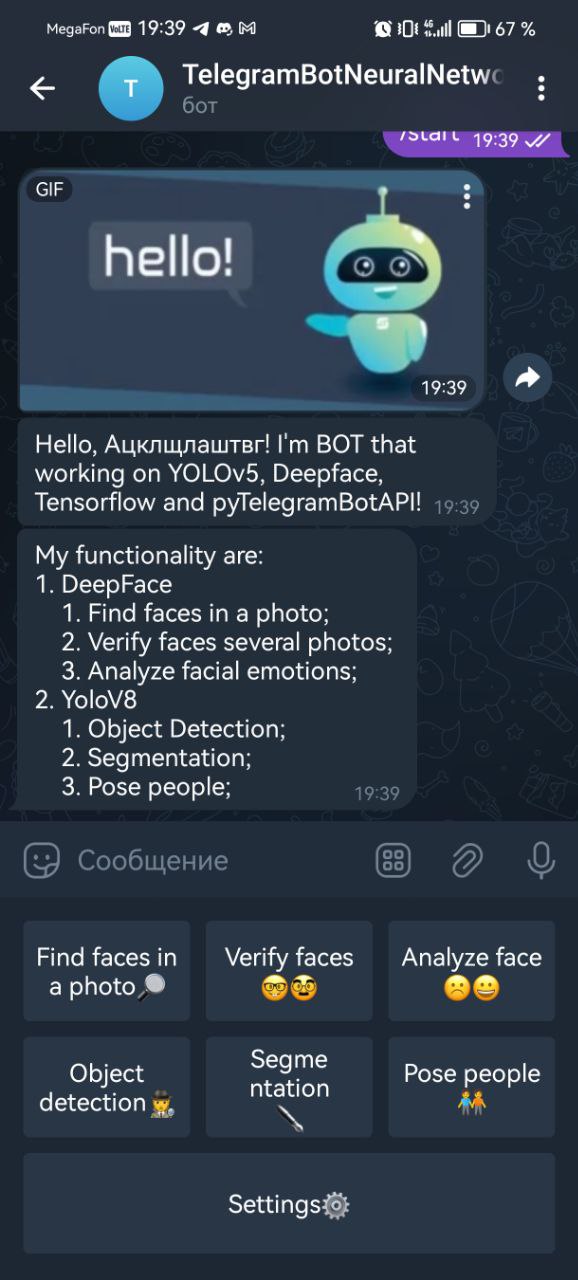 MegaFon VoLTE 19:39 4G 67 %
TelegramBotNeuralNetwo
бот
/start 19:39
GIF
hello!
19:39
Hello, Ацклщлаштвг! I'm BOT that
working on YOLOv5, Deepface,
Tensorflow and pyTelegramBotAPI! 19:39
My functionality are:
1. DeepFace
1. Find faces in a photo;
2. Verify faces several photos;
3. Analyze facial emotions;
2. YoloV8
1. Object Detection;
2. Segmentation;
3. Pose people; 19:39
Сообщение
Find faces in
a photo🔎
Verify faces
🤓🥸
Analyze face
☹️😀
Object
detection🕵️
Segme
ntation
🔪
Pose people
🧑‍🤝‍🧑
Settings⚙️